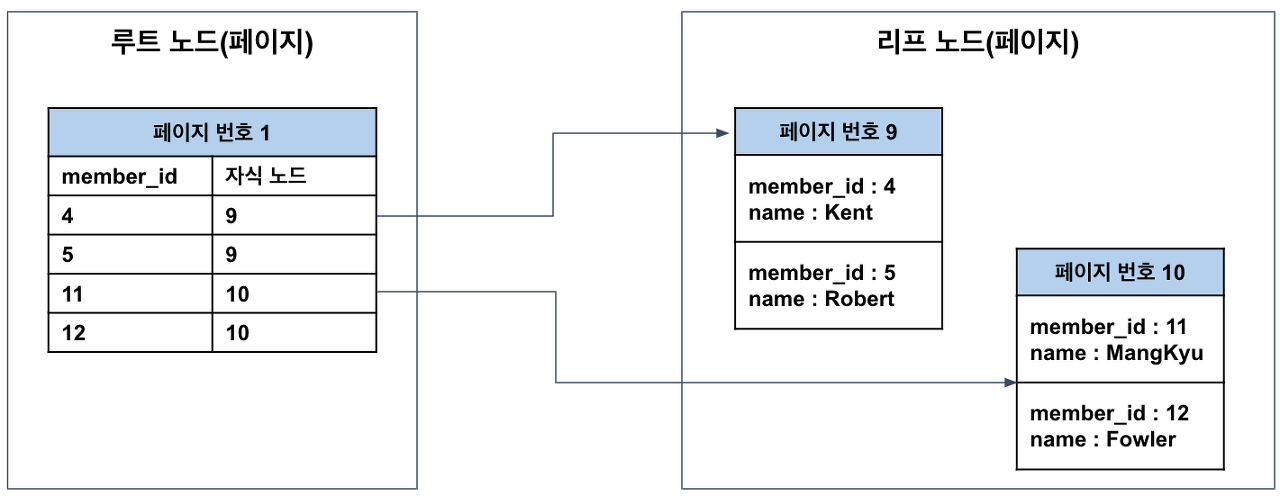 루트 노드(페이지)
페이지 번호 1
member_id 자식 노드
4 9
5 9
11 10
12 10
리프 노드(페이지)
페이지 번호 9
member_id : 4
name : Kent
member_id : 5
name : Robert
페이지 번호 10
member_id : 11
name : MangKyu
member_id : 12
name : Fowler